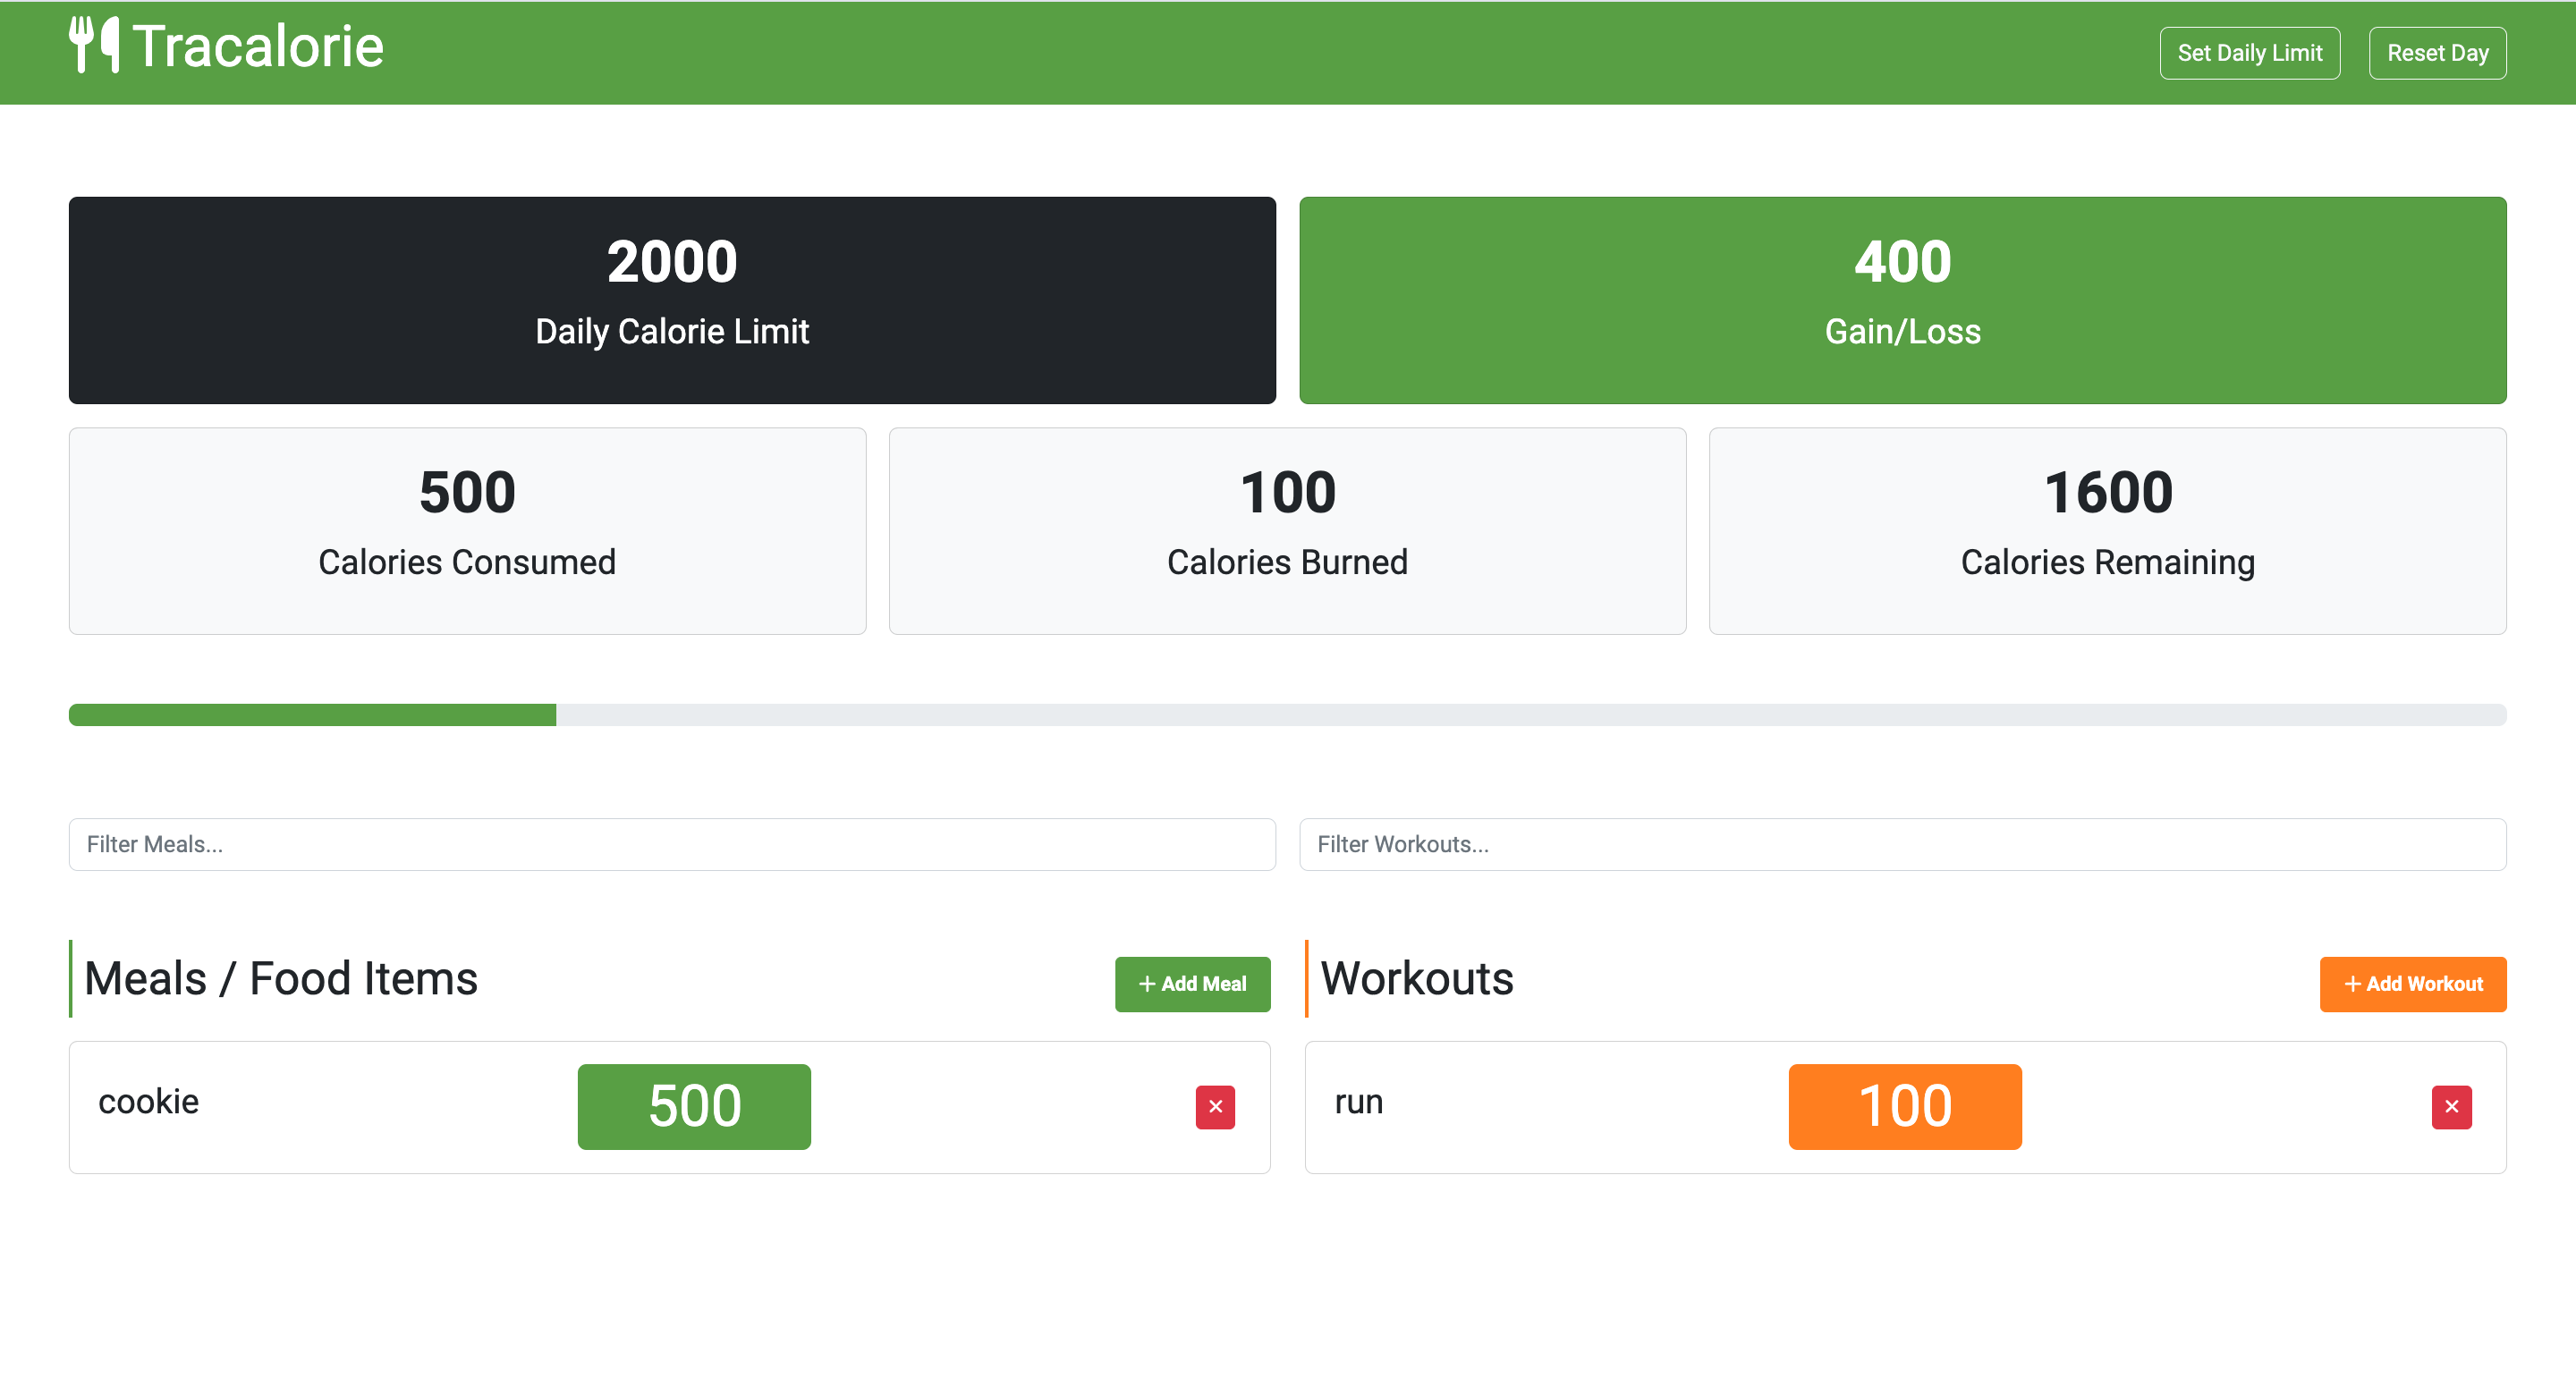 Tracalorie
Set Daily Limit
Reset Day
2000
Daily Calorie Limit
400
Gain/Loss
500
Calories Consumed
100
Calories Burned
1600
Calories Remaining
Filter Meals...
Filter Workouts...
Meals / Food Items
+ Add Meal
Workouts
+ Add Workout
cookie
500
run
100